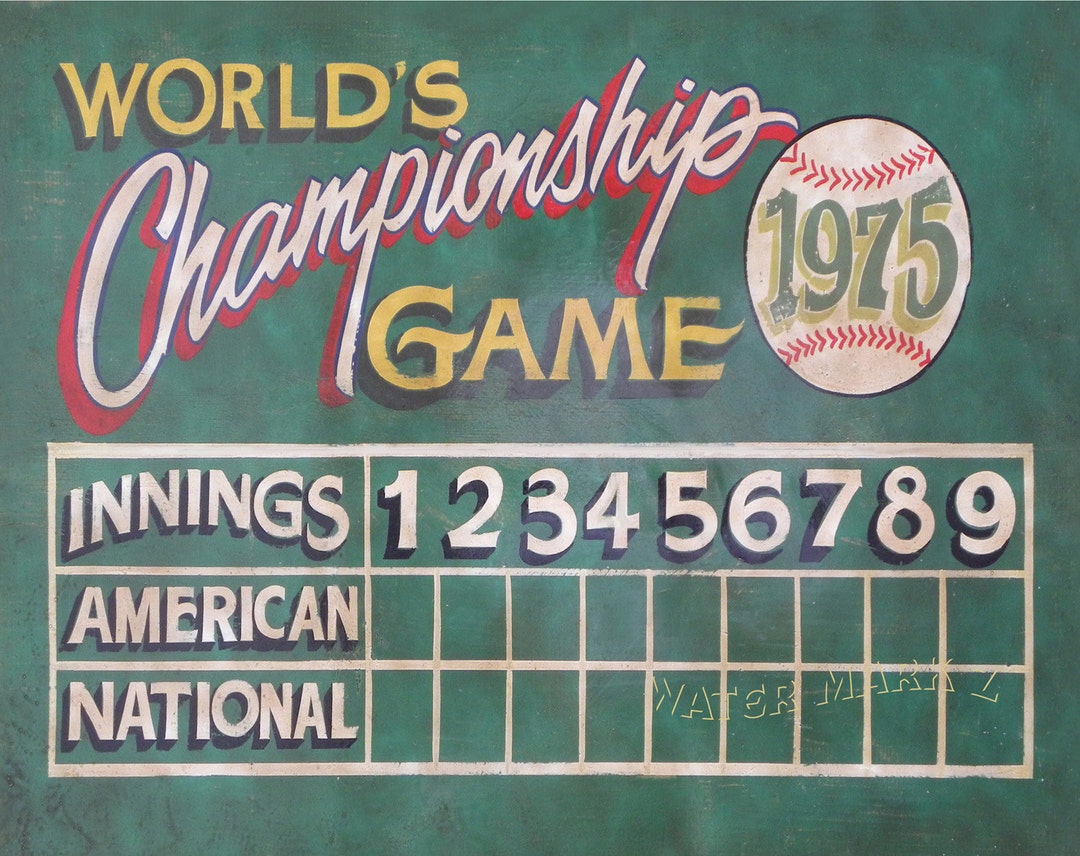 WORLD'S
Championship
GAME
1975
INNINGS 1 2 3 4 5 6 7 8 9
AMERICAN
NATIONAL
WATER MARK